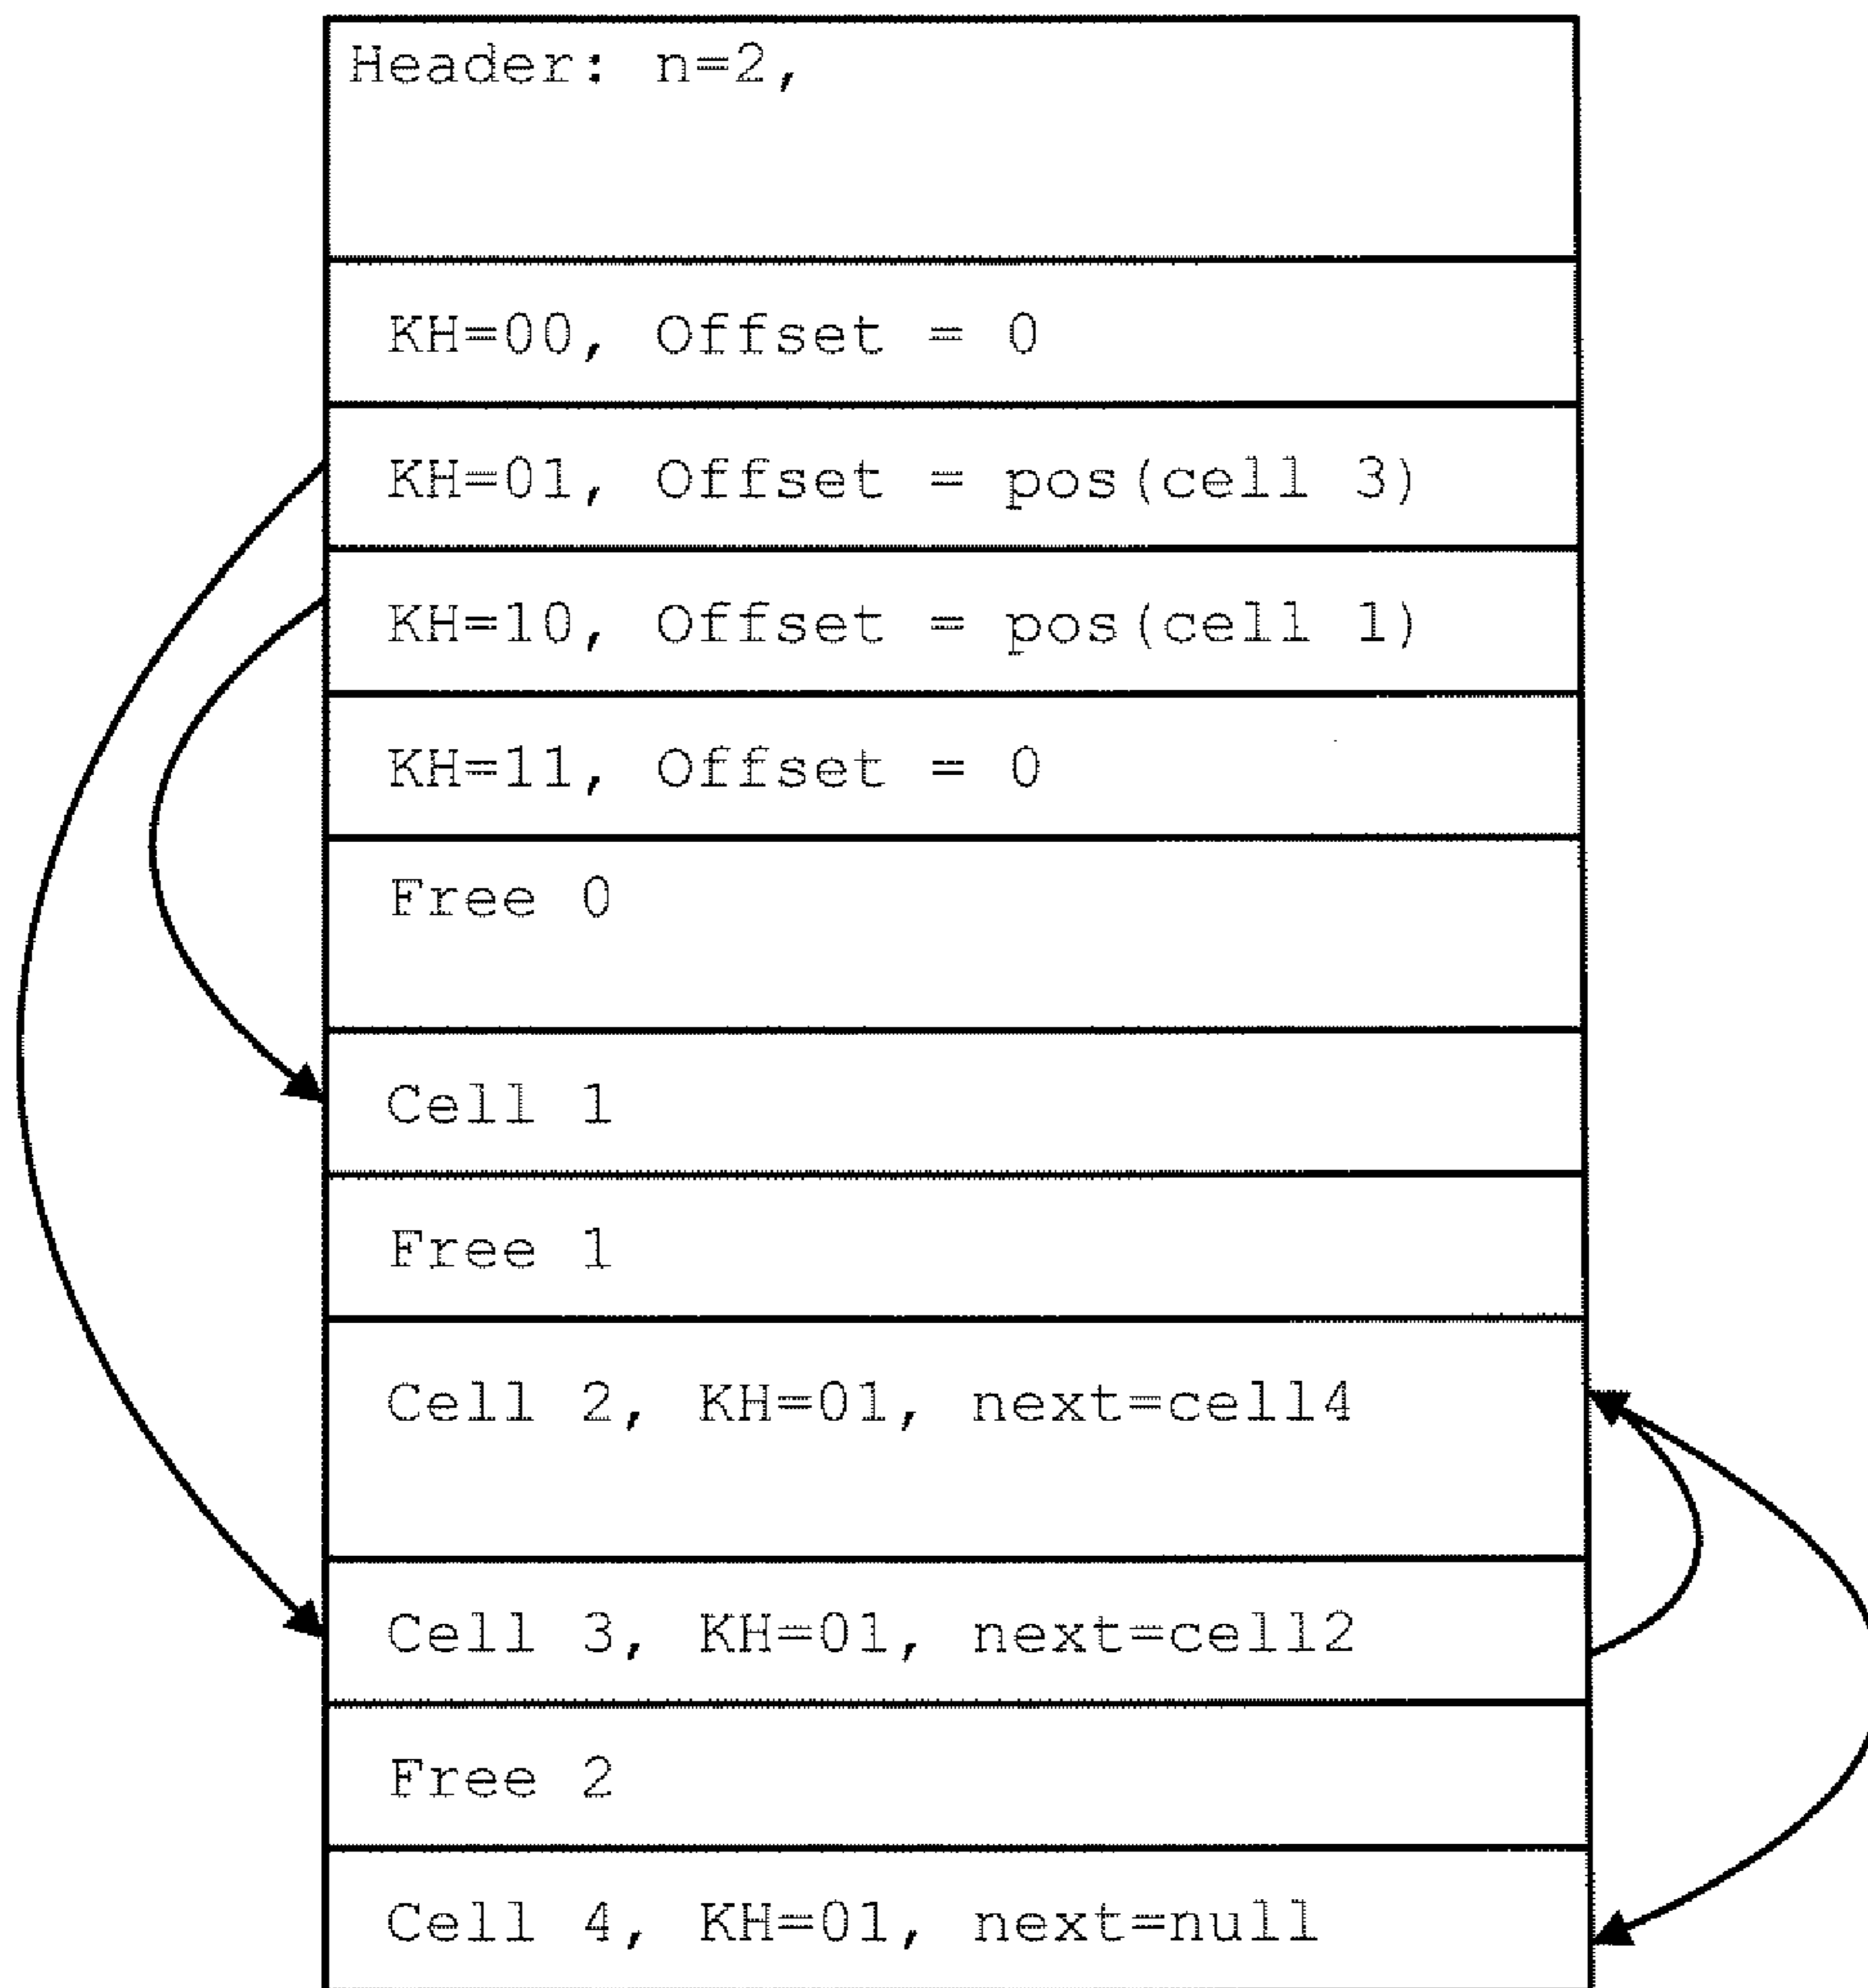 Header: n=2,
KH=00, Offset = 0
KH=01, Offset = pos(cell 3)
KH=10, Offset = pos(cell 1)
KH=11, Offset = 0
Free 0
Cell 1
Free 1
Cell 2, KH=01, next=cell4
Cell 3, KH=01, next=cell2
Free 2
Cell 4, KH=01, next=null